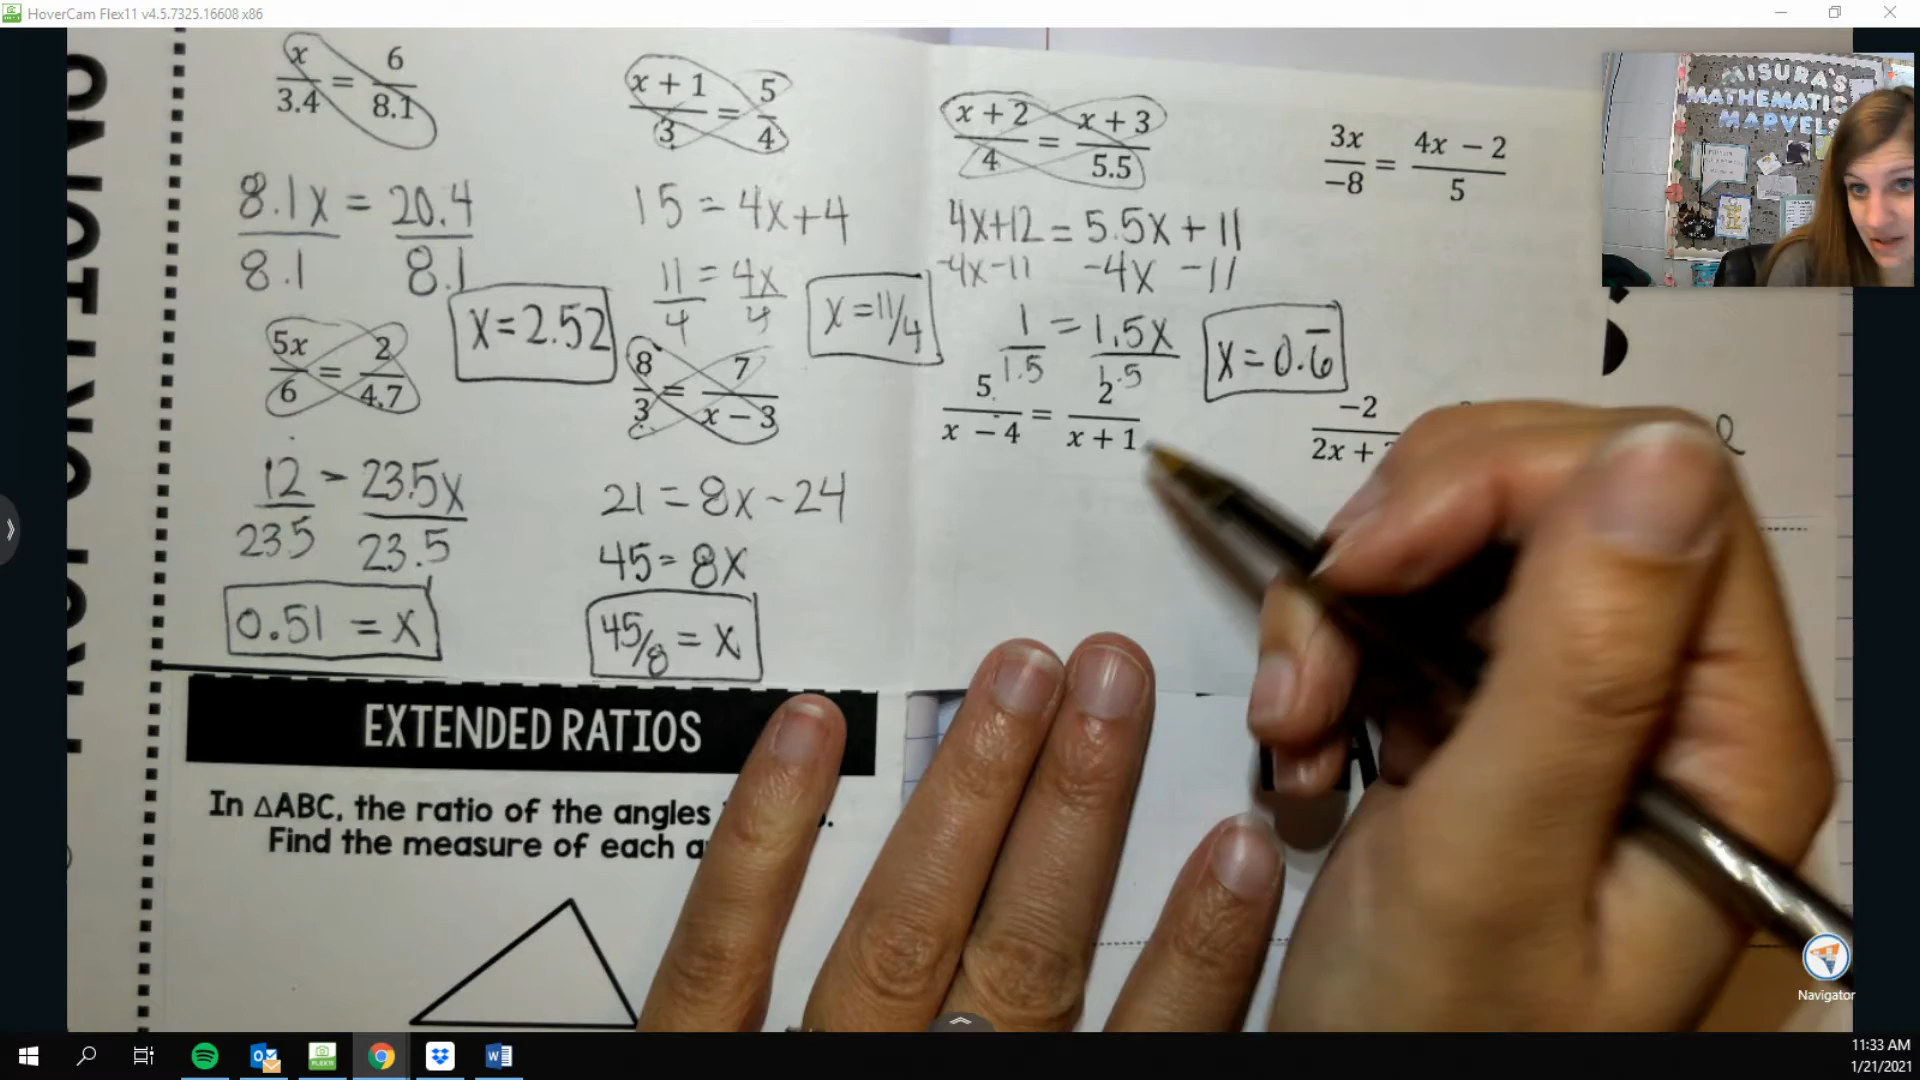 HoverCam Flex11 v4.5.7325.16608 x86
x/3.4 = 6/8.1
8.1x = 20.4
8.1 8.1
x = 2.52
x + 1/3 = 5/4
15 = 4x+4
11 = 4x
4 4
x = 11/4
x + 2/4 = x + 3/5.5
4x+12 = 5.5x + 11
-4x-11 -4x -11
1 = 1.5x
1.5 1.5
x = 0.6̅
3x/-8 = 4x - 2/5
MISURA'S
MATHEMATIC
MARVELS
5x/6 = 2/4.7
12 = 23.5x
23.5 23.5
0.51 = x
8/3 = 7/x - 3
21 = 8x - 24
45 = 8x
45/8 = x
5/x - 4 = 2/x + 1
-2
2x +
EXTENDED RATIOS
In △ABC, the ratio of the angles
Find the measure of each
Navigator
FLEX11
11:33 AM
1/21/2021